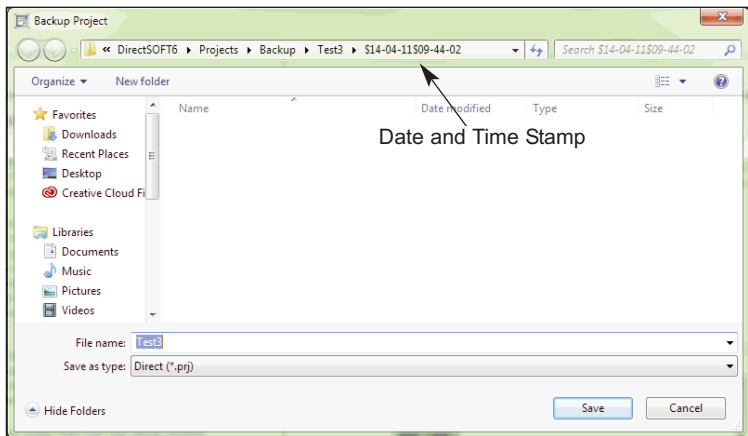 Backup Project
« DirectSOFT6 Projects Backup Test3 $14-04-11$09-44-02
Search $14-04-11$09-44-02
Organize New folder
Name Date modified Type Size
Favorites
Downloads
Recent Places
Desktop
Creative Cloud Fi
Libraries
Documents
Music
Pictures
Videos
Date and Time Stamp
File name: Test3
Save as type: Direct (*.prj)
Hide Folders Save Cancel